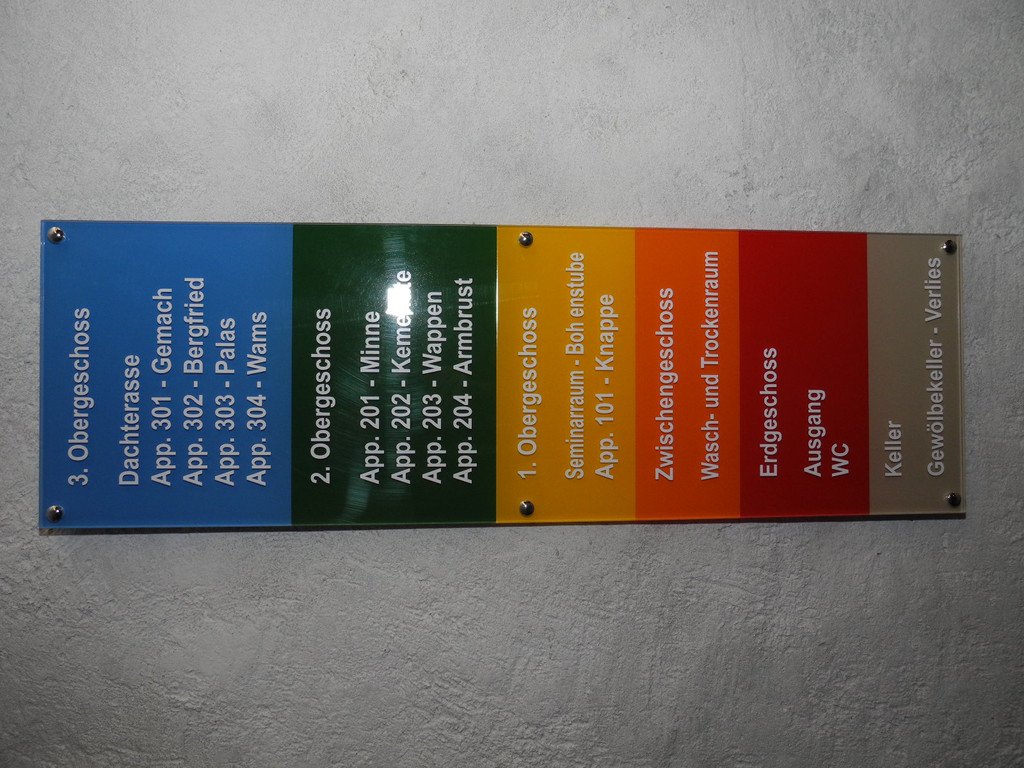 3. Obergeschoss
Dachterasse
App. 301 - Gemach
App. 302 - Bergfried
App. 303 - Palas
App. 304 - Wams
2. Obergeschoss
App. 201 - Minne
App. 202 -
App. 203 - Wappen
App. 204 - Armbrust
1. Obergeschoss
Seminarraum - Boh enstube
App. 101 - Knappe
Zwischengeschoss
Wasch- und Trockenraum
Erdgeschoss
Ausgang
WC
Keller
Gewölbekeller - Verlies